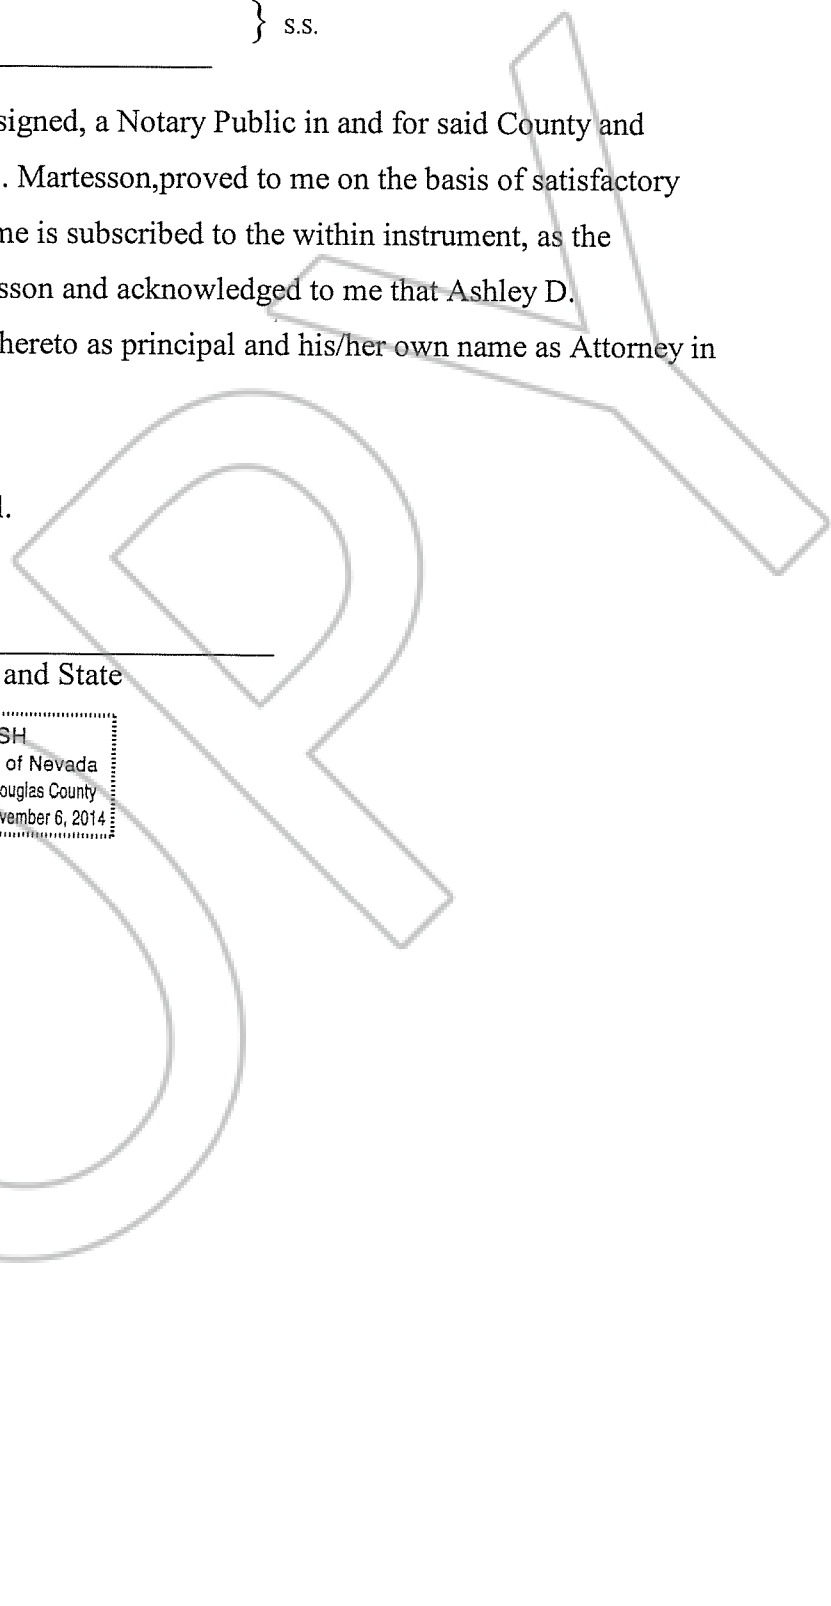 } s.s.
signed, a Notary Public in and for said County and
. Martesson,proved to me on the basis of satisfactory
me is subscribed to the within instrument, as the
sson and acknowledged to me that Ashley D.
hereto as principal and his/her own name as Attorney in
l.
and State
SH
of Nevada
ouglas County
vember 6, 2014
OPY